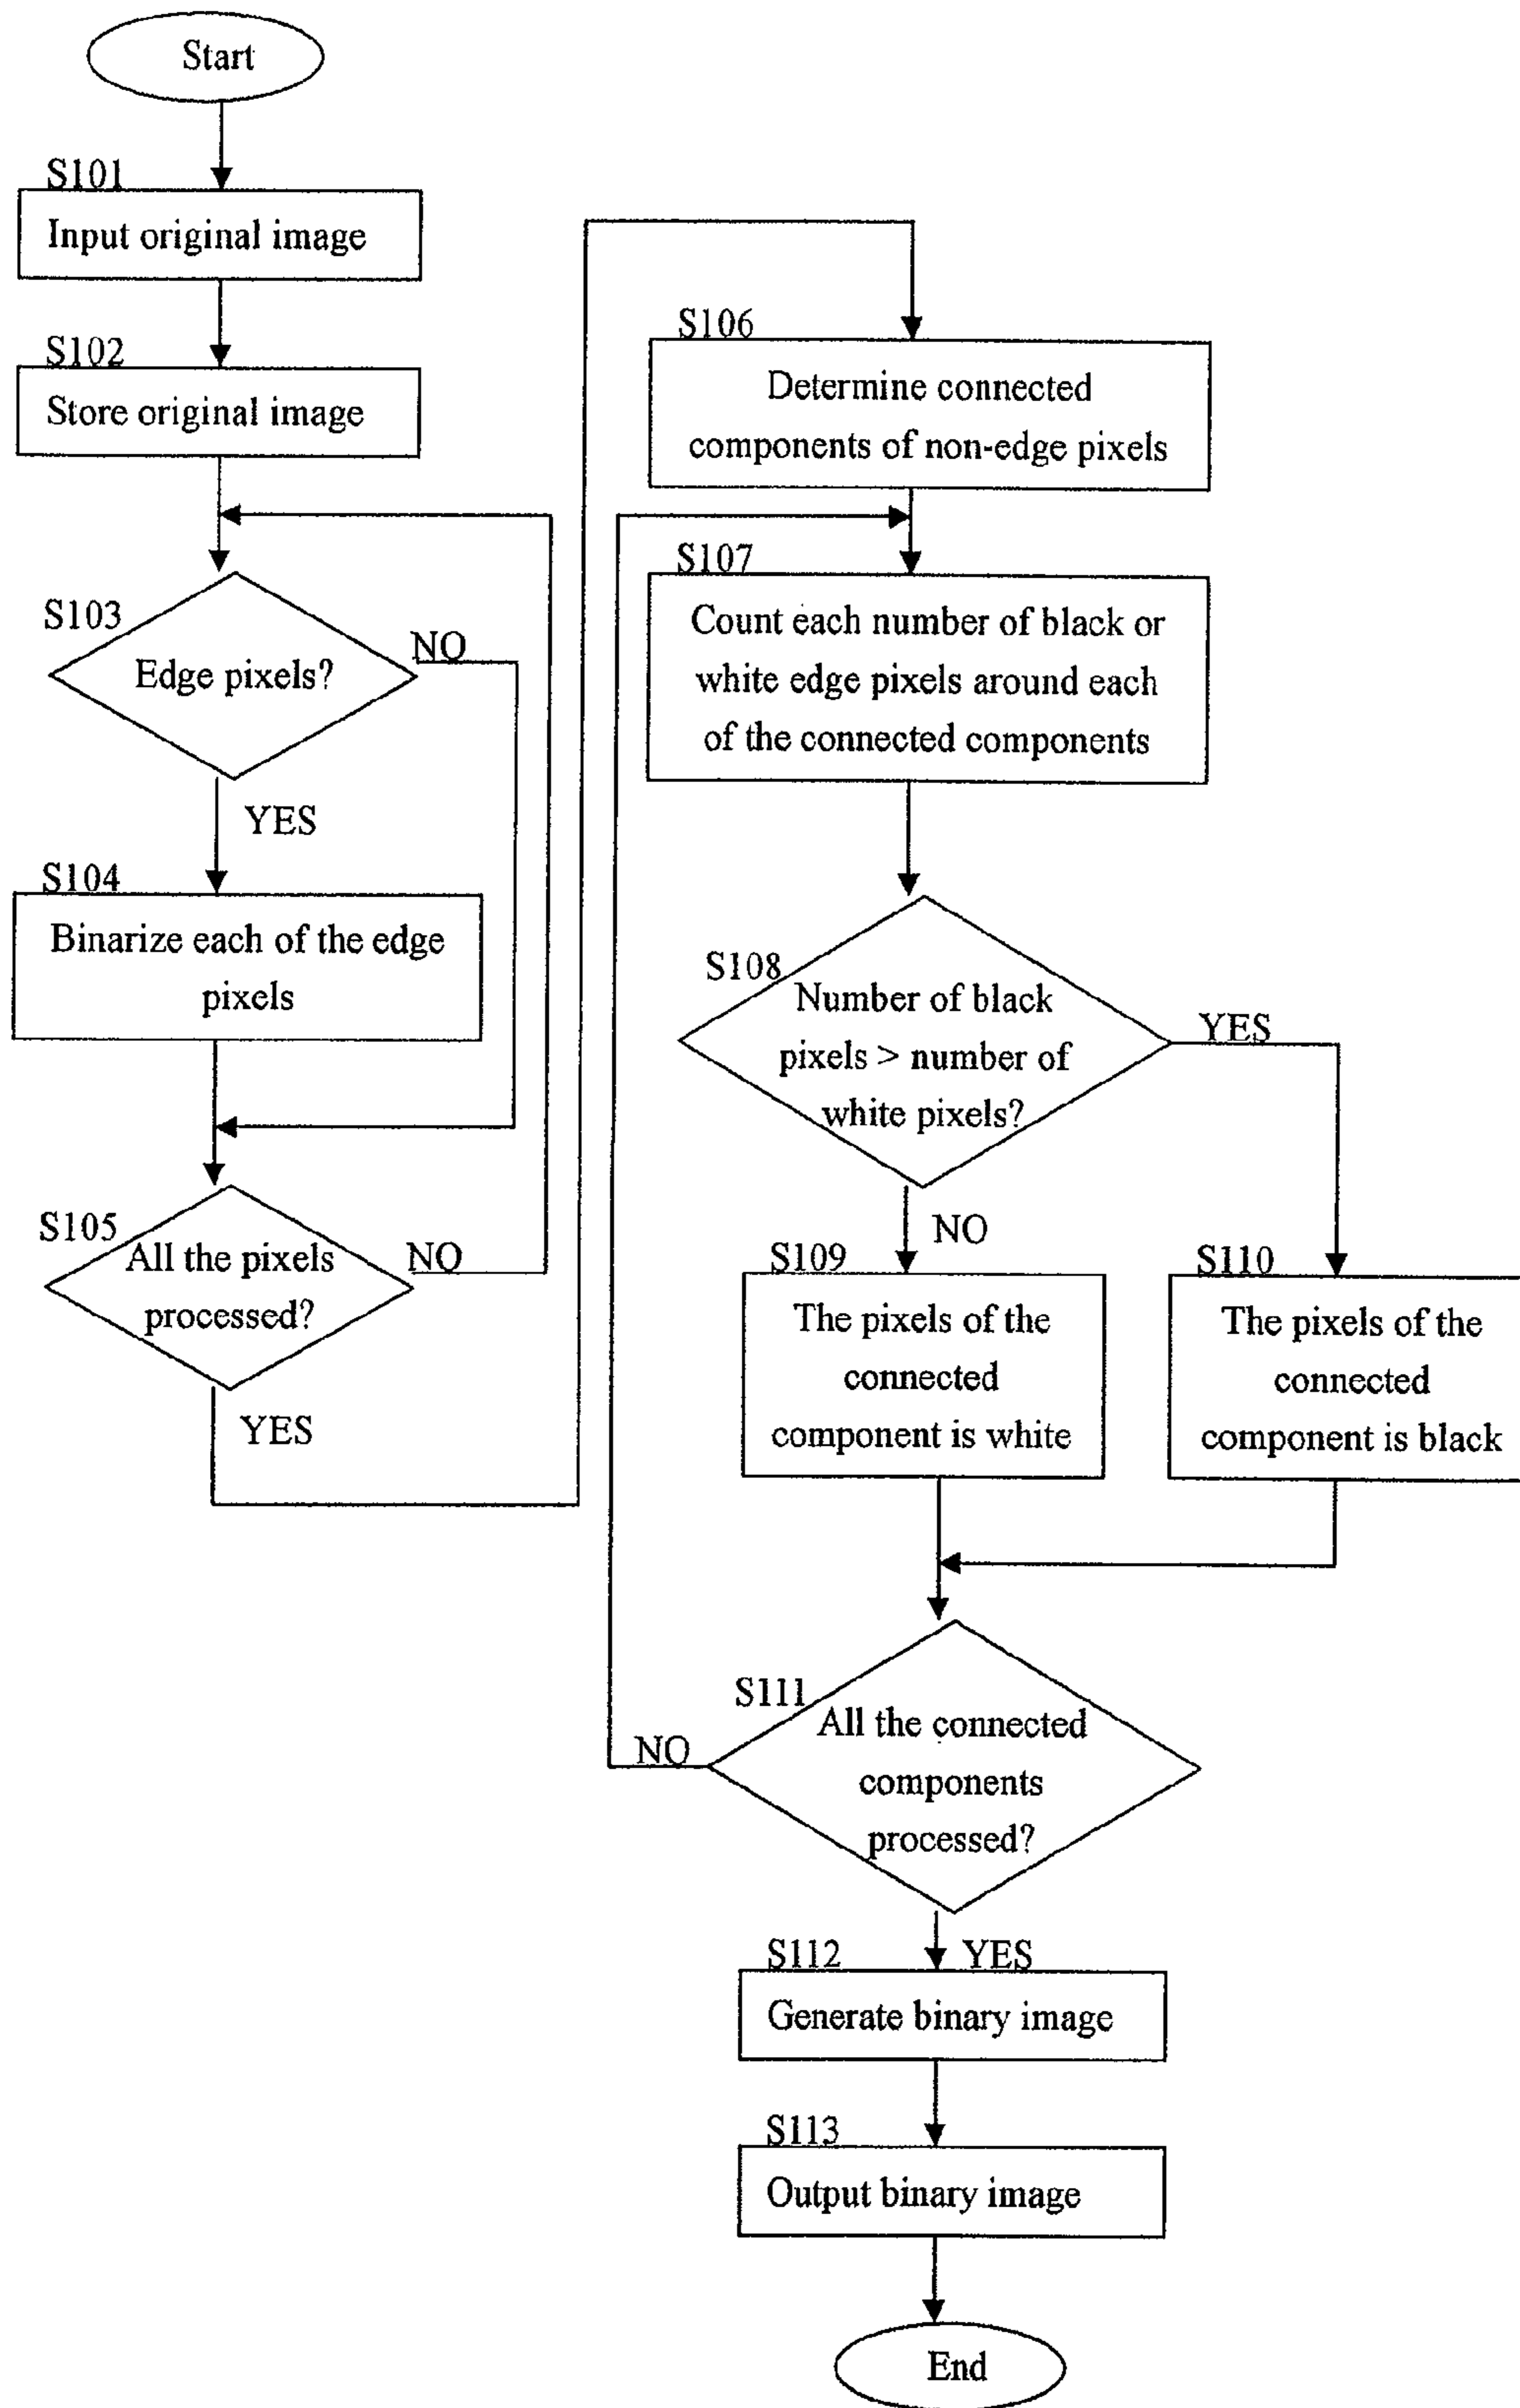 Start
S101
Input original image
S102
Store original image
S103
Edge pixels?
NO
YES
S104
Binarize each of the edge
pixels
S105
All the pixels
processed?
NO
YES
S106
Determine connected
components of non-edge pixels
S107
Count each number of black or
white edge pixels around each
of the connected components
S108
Number of black
pixels > number of
white pixels?
YES
NO
S109
The pixels of the
connected
component is white
S110
The pixels of the
connected
component is black
S111
All the connected
components
processed?
NO
YES
S112
Generate binary image
S113
Output binary image
End